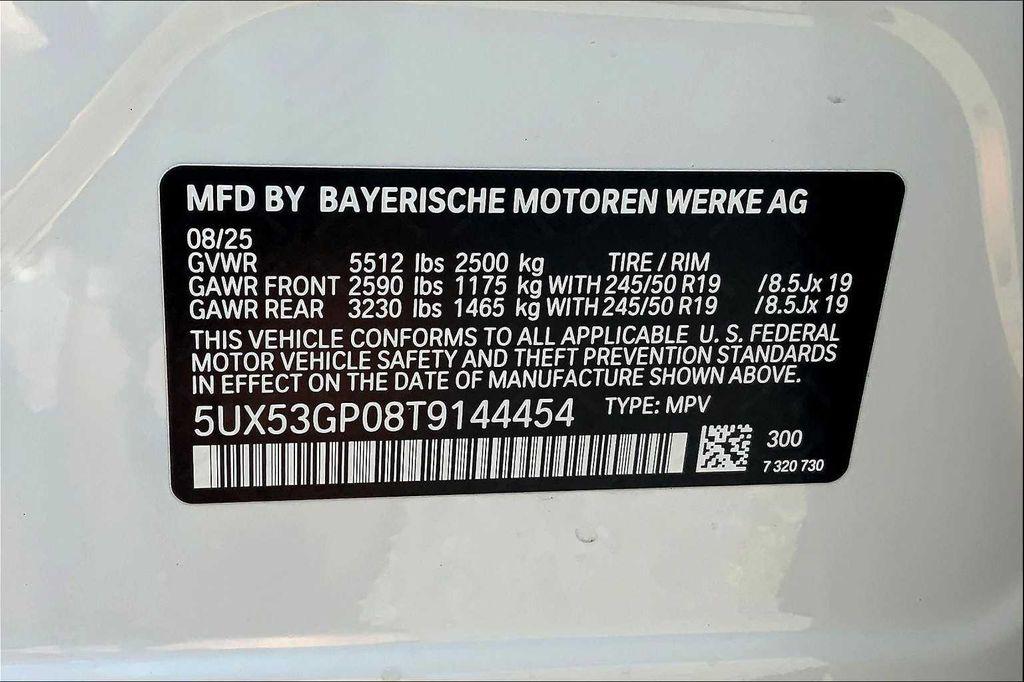 MFD BY BAYERISCHE MOTOREN WERKE AG
08/25
GVWR 5512 lbs 2500 kg TIRE / RIM
GAWR FRONT 2590 lbs 1175 kg WITH 245/50 R19 /8.5Jx 19
GAWR REAR 3230 lbs 1465 kg WITH 245/50 R19 /8.5Jx 19
THIS VEHICLE CONFORMS TO ALL APPLICABLE U. S. FEDERAL
MOTOR VEHICLE SAFETY AND THEFT PREVENTION STANDARDS
IN EFFECT ON THE DATE OF MANUFACTURE SHOWN ABOVE.
5UX53GP08T9144454 TYPE: MPV
300
7 320 730